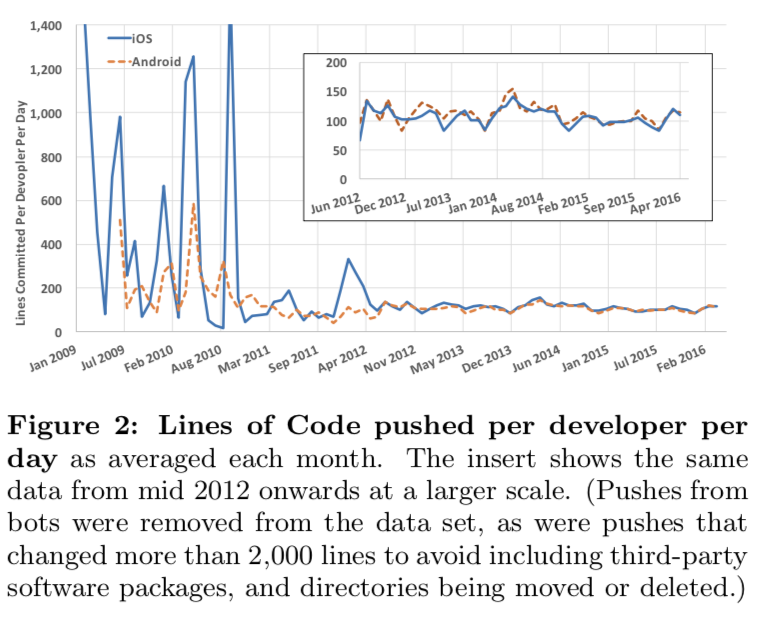 1,400
1,200
1,000
800
600
400
200
0
Lines Committed Per Devopler Per Day
iOS
Android
200
150
100
50
0
Jun 2012 Dec 2012 Jul 2013 Jan 2014 Aug 2014 Feb 2015 Sep 2015 Apr 2016
Jan 2009 Jul 2009 Feb 2010 Aug 2010 Mar 2011 Sep 2011 Apr 2012 Nov 2012 May 2013 Dec 2013 Jun 2014 Jan 2015 Jul 2015 Feb 2016
Figure 2: Lines of Code pushed per developer per
day as averaged each month. The insert shows the same
data from mid 2012 onwards at a larger scale. (Pushes from
bots were removed from the data set, as were pushes that
changed more than 2,000 lines to avoid including third-party
software packages, and directories being moved or deleted.)